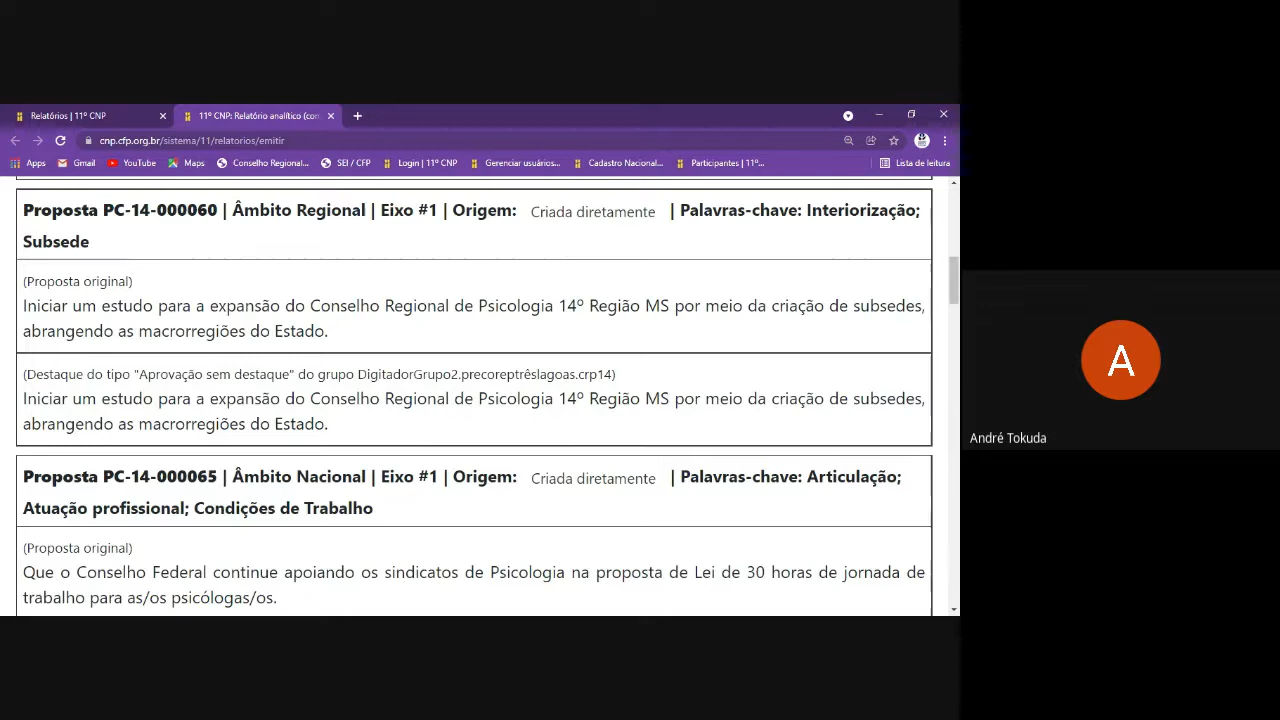 Relatórios | 11º CNP
11º CNP: Relatório analítico (con
cnp.cfp.org.br/sistema/11/relatorios/emitir
Apps Gmail YouTube Maps Conselho Regional... SEI / CFP Login | 11º CNP Gerenciar usuários... Cadastro Nacional... Participantes | 11º... Lista de leitura
Proposta PC-14-000060 | Âmbito Regional | Eixo #1 | Origem: Criada diretamente | Palavras-chave: Interiorização;
Subsede
(Proposta original)
Iniciar um estudo para a expansão do Conselho Regional de Psicologia 14º Região MS por meio da criação de subsedes,
abrangendo as macrorregiões do Estado.
(Destaque do tipo "Aprovação sem destaque" do grupo Digitadorgrupo2.precoreptrêslagoas.crp14)
Iniciar um estudo para a expansão do Conselho Regional de Psicologia 14º Região MS por meio da criação de subsedes,
abrangendo as macrorregiões do Estado.
Proposta PC-14-000065 | Âmbito Nacional | Eixo #1 | Origem: Criada diretamente | Palavras-chave: Articulação;
Atuação profissional; Condições de Trabalho
(Proposta original)
Que o Conselho Federal continue apoiando os sindicatos de Psicologia na proposta de Lei de 30 horas de jornada de
trabalho para as/os psicólogas/os.
A
André Tokuda